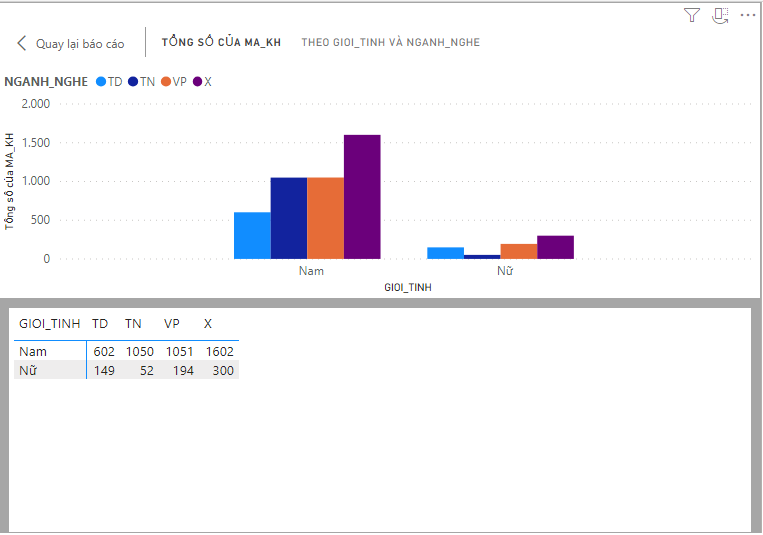 Quay lại báo cáo
TỔNG SỐ CỦA MA_KH THEO GIOI_TINH VÀ NGANH_NGHE
NGANH_NGHE TD TN VP X
Tổng số của MA_KH
2.000
1.500
1.000
500
0
Nam Nữ
GIOI_TINH
GIOI_TINH TD TN VP X
Nam 602 1050 1051 1602
Nữ 149 52 194 300